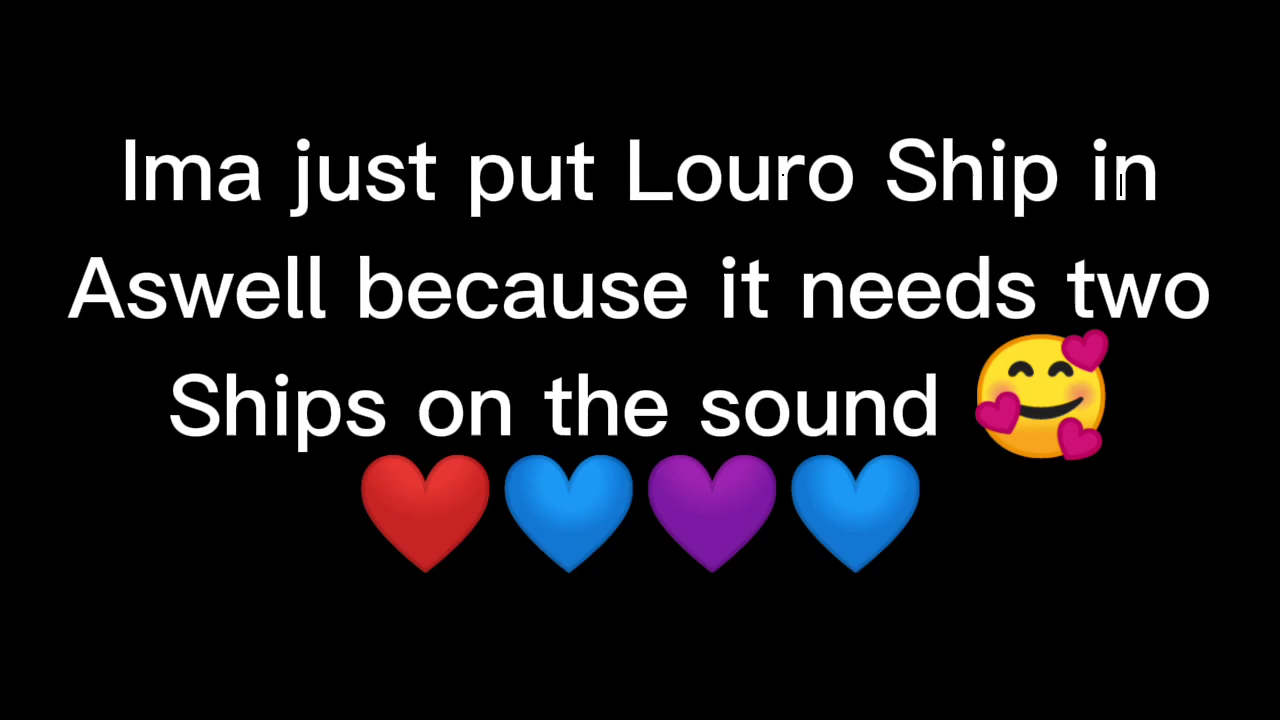 Ima just put Louro Ship in
Aswell because it needs two
Ships on the sound 🥰
❤️💙💜💙